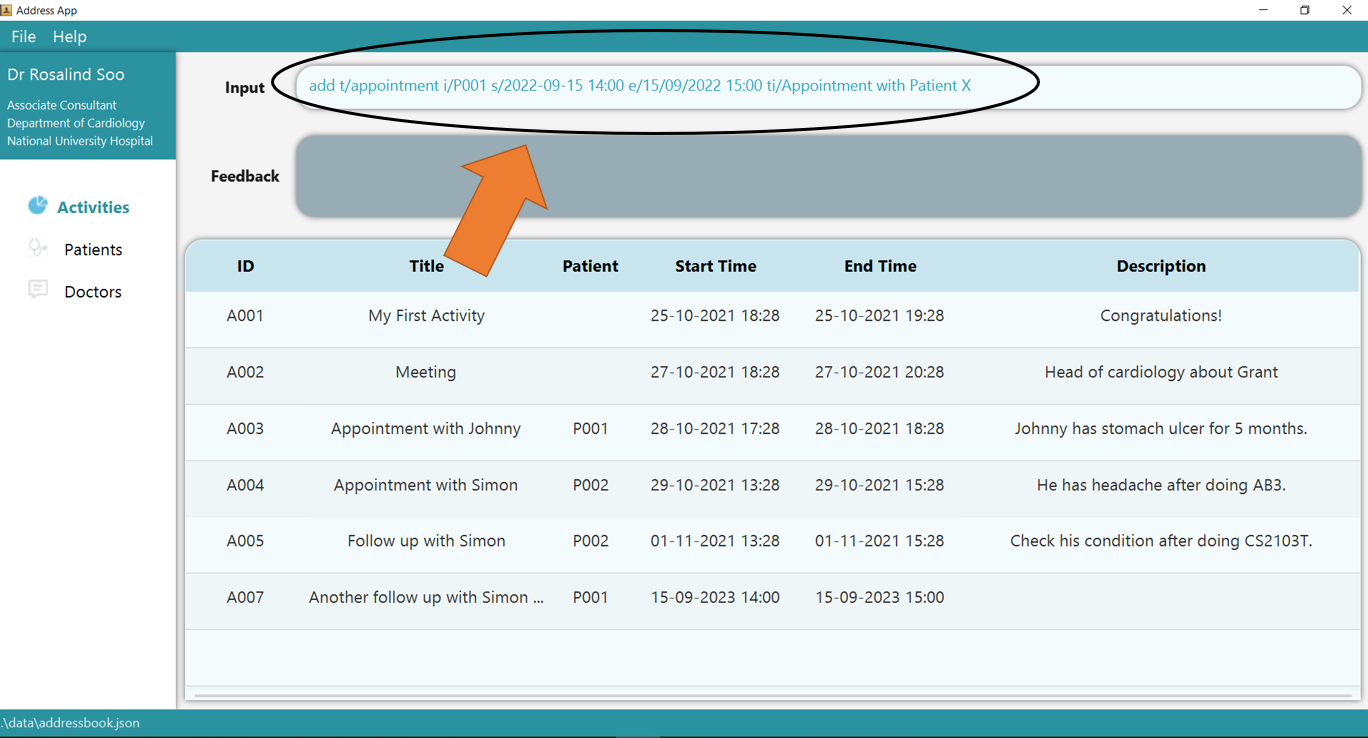 Address App
File Help
Dr Rosalind Soo
Associate Consultant
Department of Cardiology
National University Hospital
Activities
Patients
Doctors
Input add t/appointment i/P001 s/2022-09-15 14:00 e/15/09/2022 15:00 ti/Appointment with Patient X
Feedback
ID Title Patient Start Time End Time Description
A001 My First Activity 25-10-2021 18:28 25-10-2021 19:28 Congratulations!
A002 Meeting 27-10-2021 18:28 27-10-2021 20:28 Head of cardiology about Grant
A003 Appointment with Johnny P001 28-10-2021 17:28 28-10-2021 18:28 Johnny has stomach ulcer for 5 months.
A004 Appointment with Simon P002 29-10-2021 13:28 29-10-2021 15:28 He has headache after doing AB3.
A005 Follow up with Simon P002 01-11-2021 13:28 01-11-2021 15:28 Check his condition after doing CS2103T.
A007 Another follow up with Simon ... P001 15-09-2023 14:00 15-09-2023 15:00
.\data\addressbook.json